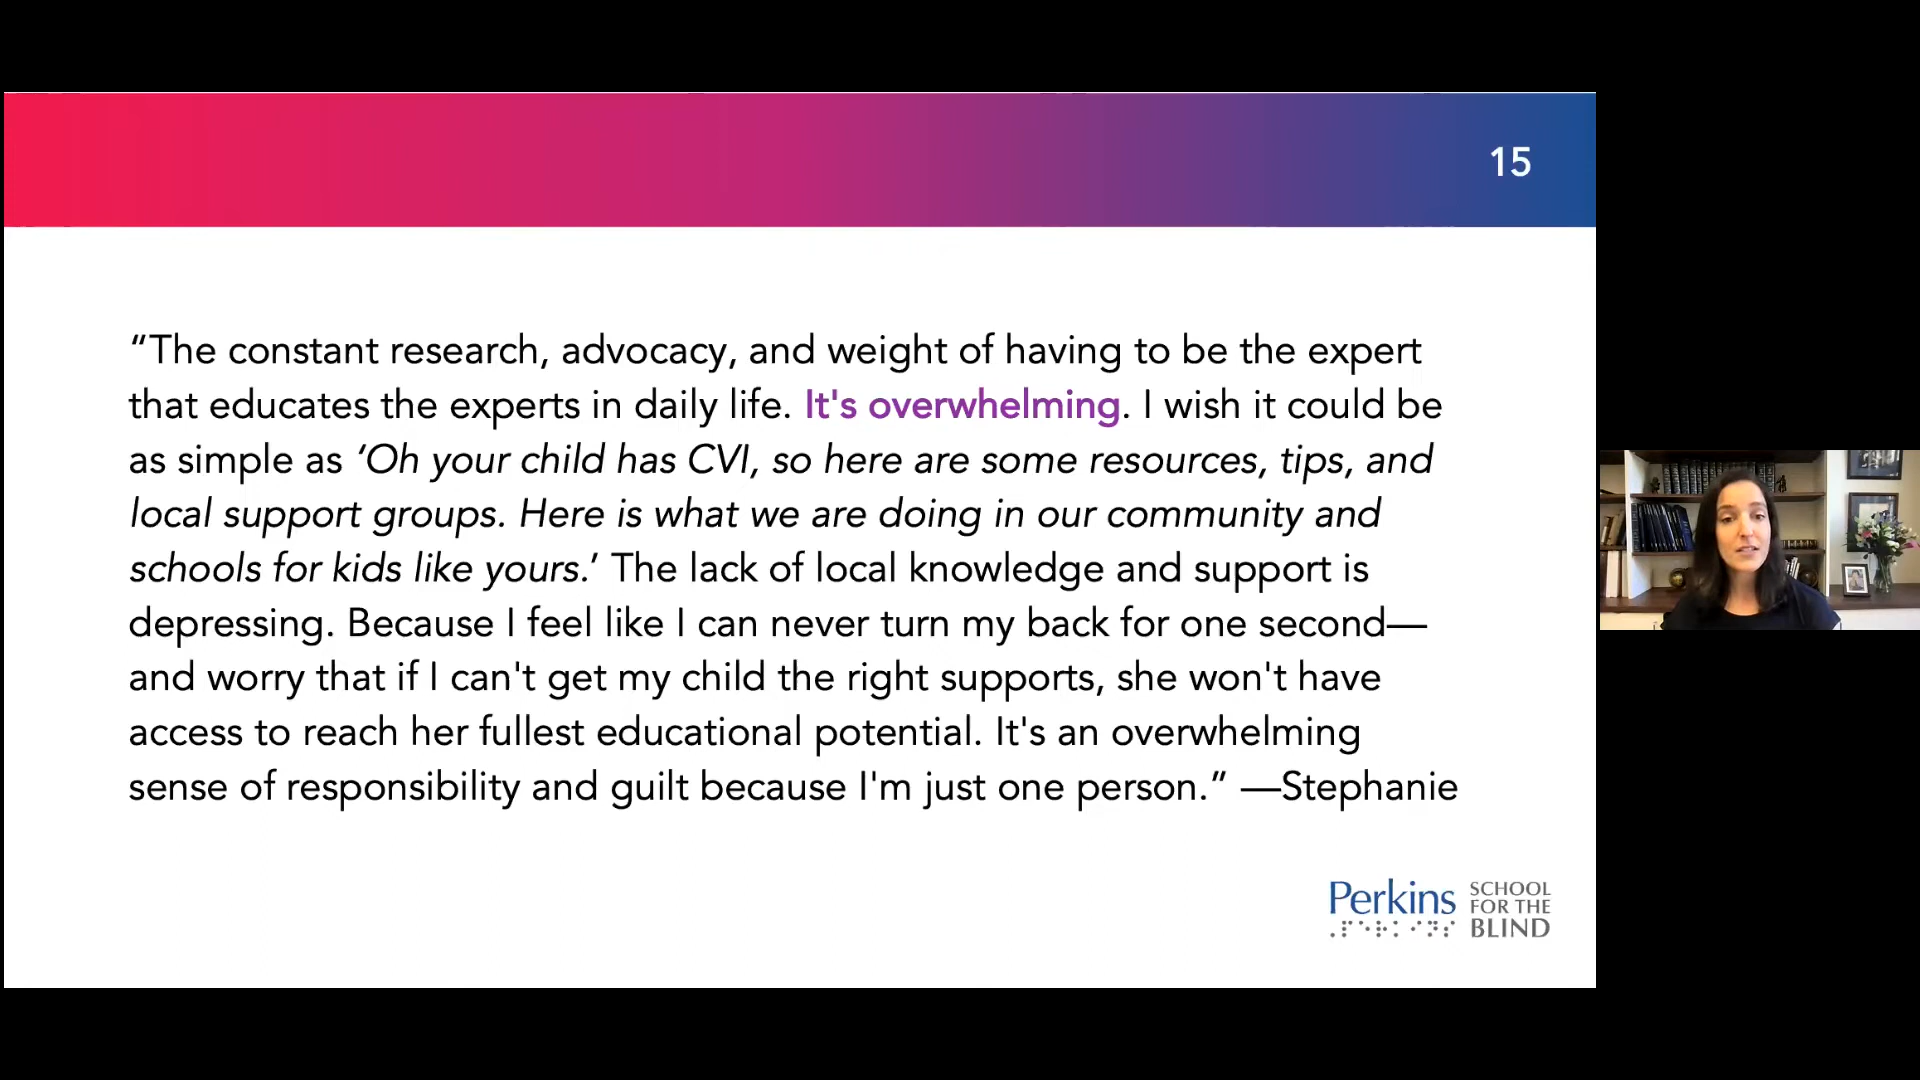 15
“The constant research, advocacy, and weight of having to be the expert
that educates the experts in daily life. It's overwhelming. I wish it could be
as simple as ‘Oh your child has CVI, so here are some resources, tips, and
local support groups. Here is what we are doing in our community and
schools for kids like yours.’ The lack of local knowledge and support is
depressing. Because I feel like I can never turn my back for one second—
and worry that if I can't get my child the right supports, she won't have
access to reach her fullest educational potential. It's an overwhelming
sense of responsibility and guilt because I'm just one person.” —Stephanie
Perkins
SCHOOL
FOR THE
BLIND
⠠⠏⠑⠗⠅⠊⠝⠎